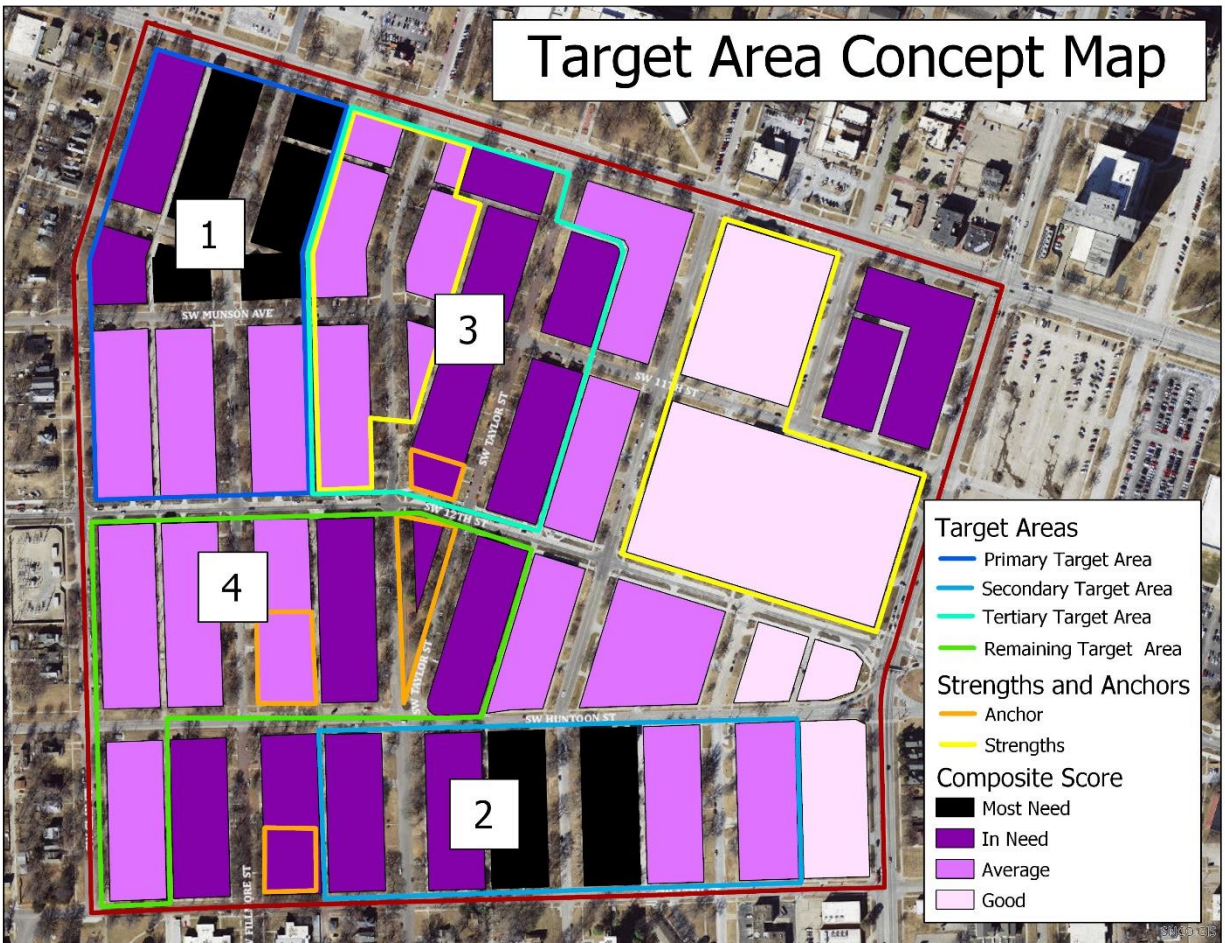 Target Area Concept Map
1
SW MUNSON AVE
3
SW 11TH ST
SW TAYLOR ST
SW 12TH ST
4
SW TAYLOR ST
SW HUNTOON ST
2
Target Areas
Primary Target Area
Secondary Target Area
Tertiary Target Area
Remaining Target Area
Strengths and Anchors
Anchor
Strengths
Composite Score
Most Need
In Need
Average
Good
SNCO GIS